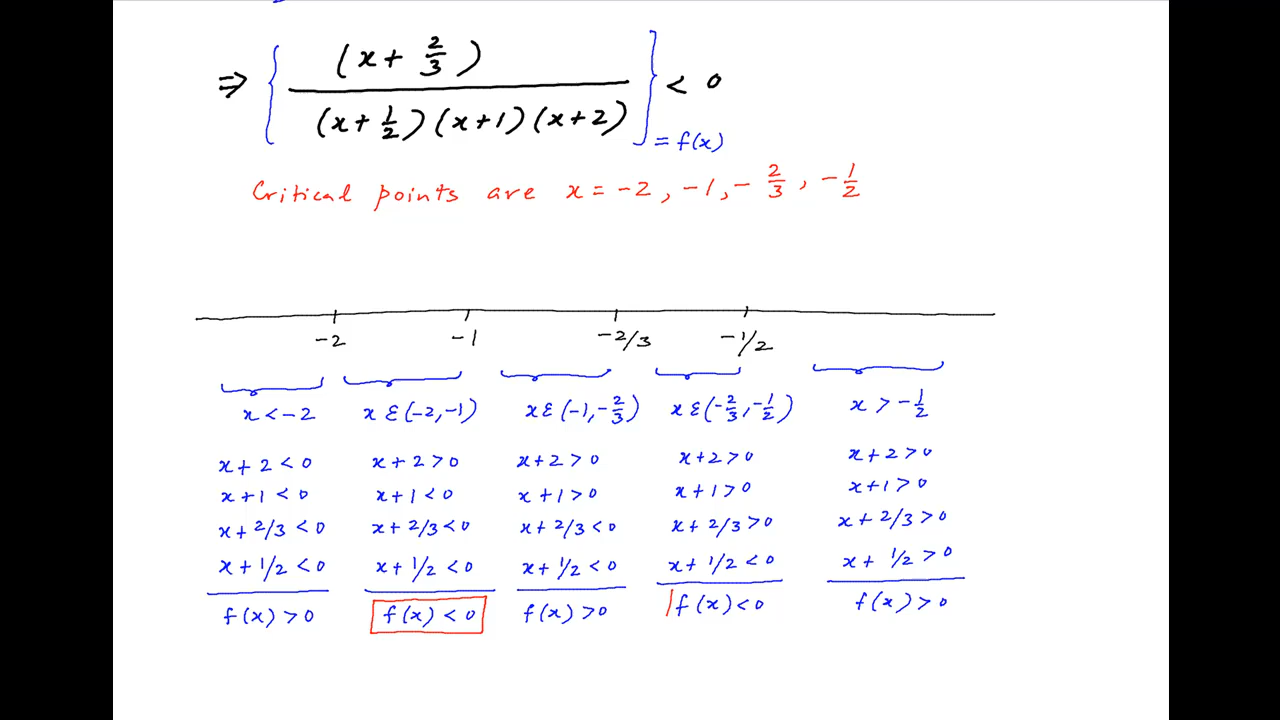 ⇒ { (x + 2/3) / (x + 1/2)(x+1)(x+2) } < 0
= f(x)
Critical points are x = -2, -1, -2/3, -1/2
-2 -1 -2/3 -1/2
x < -2 x ε (-2, -1) x ε (-1, -2/3) x ε (-2/3, -1/2) x > -1/2
x + 2 < 0 x + 2 > 0 x + 2 > 0 x + 2 > 0 x + 2 > 0
x + 1 < 0 x + 1 < 0 x + 1 > 0 x + 1 > 0 x + 1 > 0
x + 2/3 < 0 x + 2/3 < 0 x + 2/3 < 0 x + 2/3 > 0 x + 2/3 > 0
x + 1/2 < 0 x + 1/2 < 0 x + 1/2 < 0 x + 1/2 < 0 x + 1/2 > 0
f(x) > 0 f(x) < 0 f(x) > 0 f(x) < 0 f(x) > 0